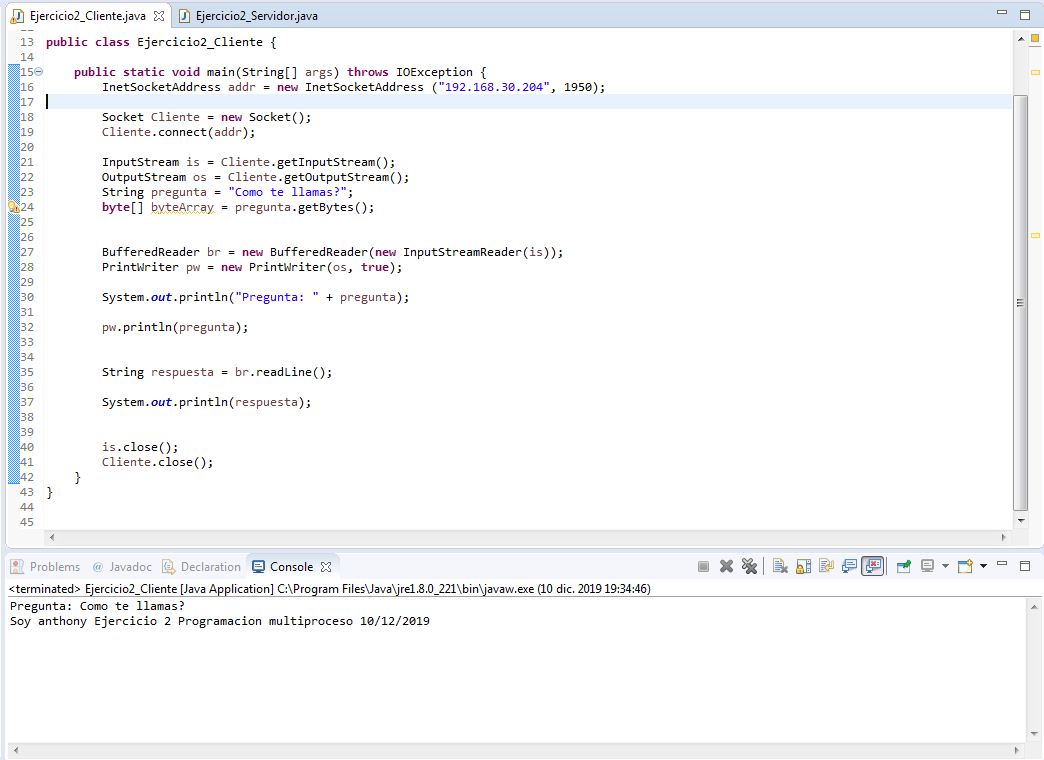 Ejercicio2_Cliente.java Ejercicio2_Servidor.java
13 public class Ejercicio2_Cliente {
14
15 public static void main(String[] args) throws IOException {
16 InetSocketAddress addr = new InetSocketAddress ("192.168.30.204", 1950);
17
18 Socket Cliente = new Socket();
19 Cliente.connect(addr);
20
21 InputStream is = Cliente.getInputStream();
22 OutputStream os = Cliente.getOutputStream();
23 String pregunta = "Como te llamas?";
24 byte[] byteArray = pregunta.getBytes();
25
26
27 BufferedReader br = new BufferedReader(new InputStreamReader(is));
28 PrintWriter pw = new PrintWriter(os, true);
29
30 System.out.println("Pregunta: " + pregunta);
31
32 pw.println(pregunta);
33
34
35 String respuesta = br.readLine();
36
37 System.out.println(respuesta);
38
39
40 is.close();
41 Cliente.close();
42 }
43 }
44
45
Problems @ Javadoc Declaration Console
<terminated> Ejercicio2_Cliente [Java Application] C:\Program Files\Java\jre1.8.0_221\bin\javaw.exe (10 dic. 2019 19:34:46)
Pregunta: Como te llamas?
Soy anthony Ejercicio 2 Programacion multiproceso 10/12/2019